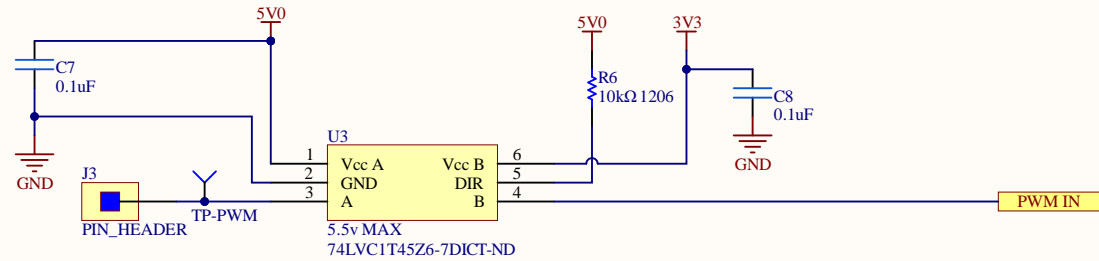 5V0
5V0
3V3
C7
0.1uF
R6
10kΩ 1206
C8
0.1uF
GND
U3
1 Vcc A Vcc B 6
2 GND DIR 5
3 A B 4
GND
J3
TP-PWM
PWM IN
PIN_HEADER
5.5v MAX
74LVC1T45Z6-7DICT-ND